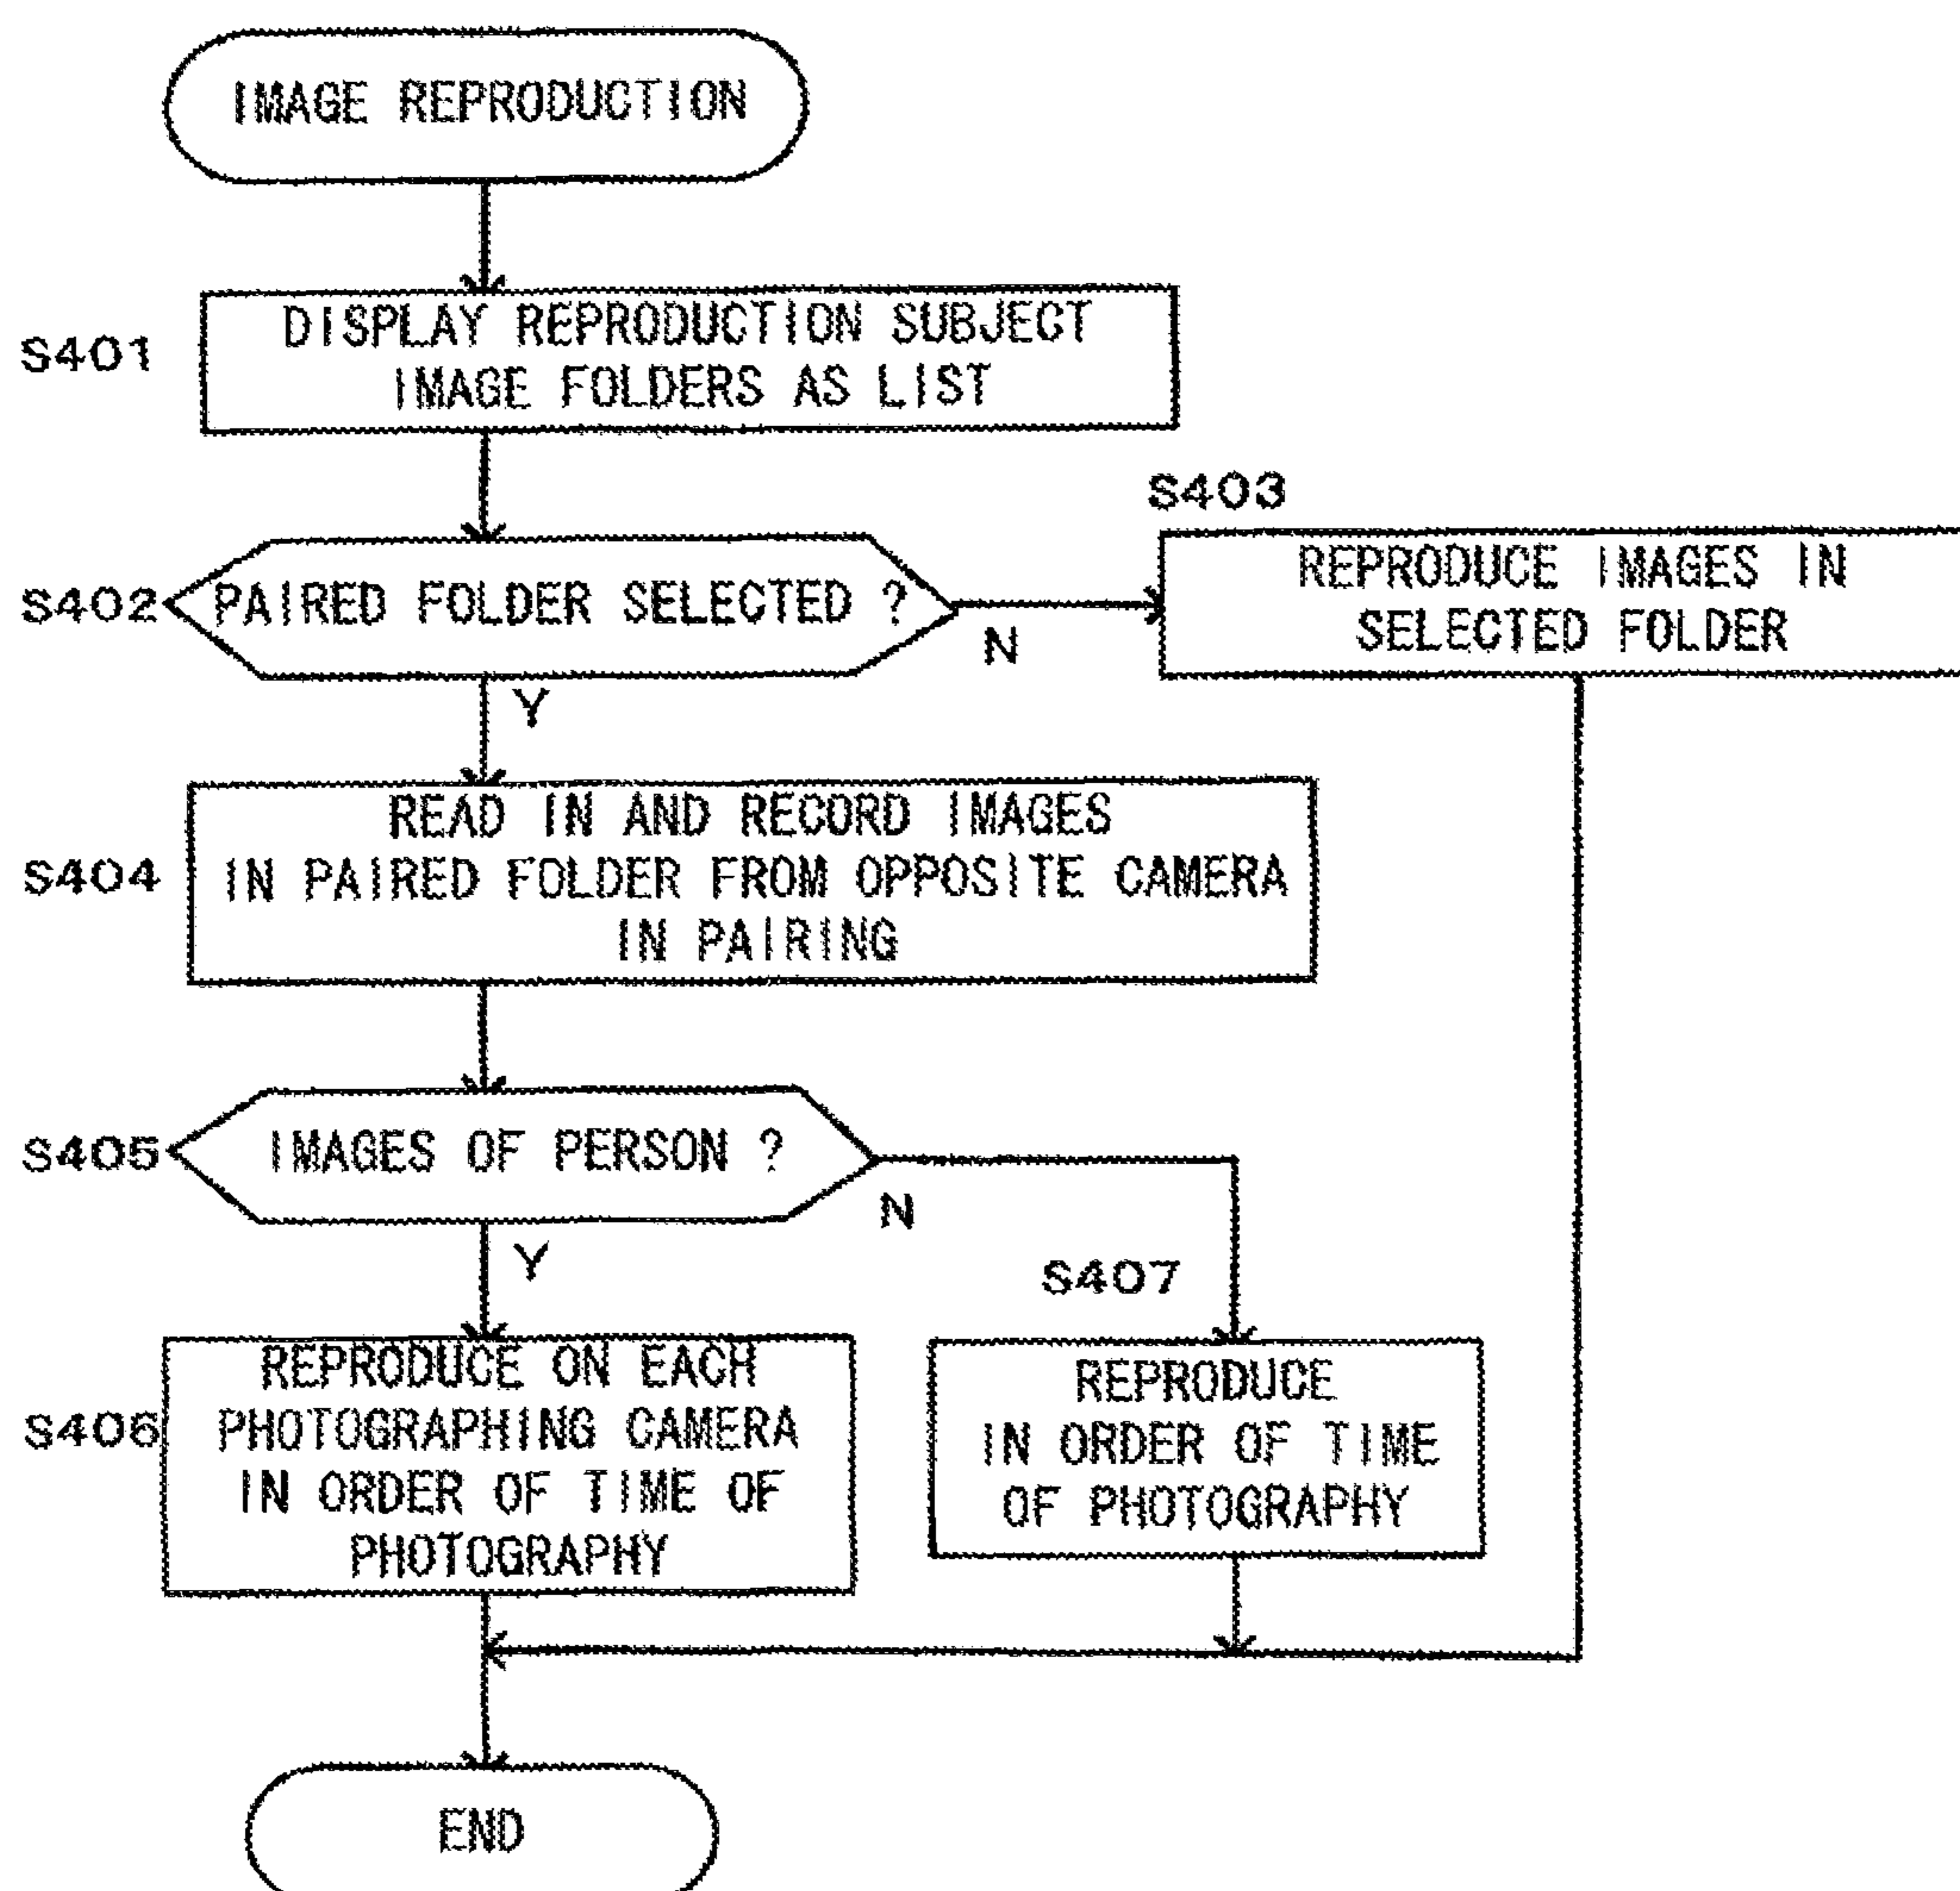 IMAGE REPRODUCTION
S401
DISPLAY REPRODUCTION SUBJECT
IMAGE FOLDERS AS LIST
S402
PAIRED FOLDER SELECTED ?
N
Y
S403
REPRODUCE IMAGES IN
SELECTED FOLDER
S404
READ IN AND RECORD IMAGES
IN PAIRED FOLDER FROM OPPOSITE CAMERA
IN PAIRING
S405
IMAGES OF PERSON ?
N
Y
S406
REPRODUCE ON EACH
PHOTOGRAPHING CAMERA
IN ORDER OF TIME OF
PHOTOGRAPHY
S407
REPRODUCE
IN ORDER OF TIME
OF PHOTOGRAPHY
END